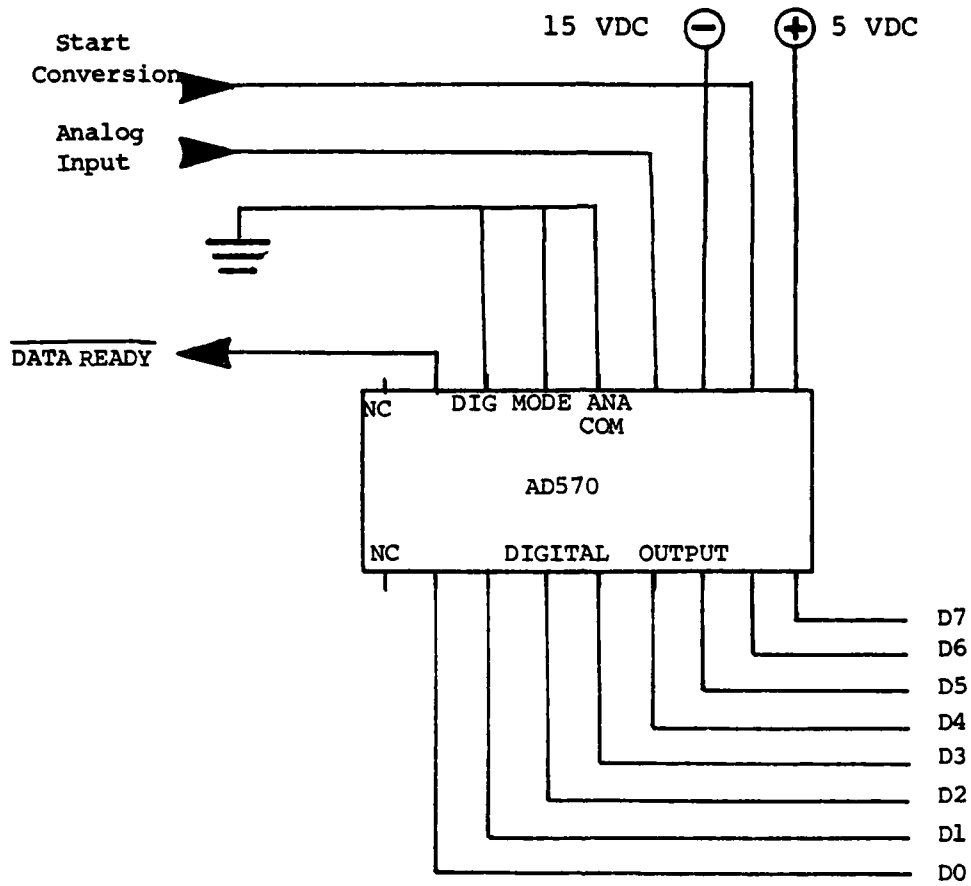 15 VDC
5 VDC
Start
Conversion
Analog
Input
DATA READY
NC
DIG MODE ANA
COM
AD570
NC
DIGITAL OUTPUT
D7
D6
D5
D4
D3
D2
D1
D0